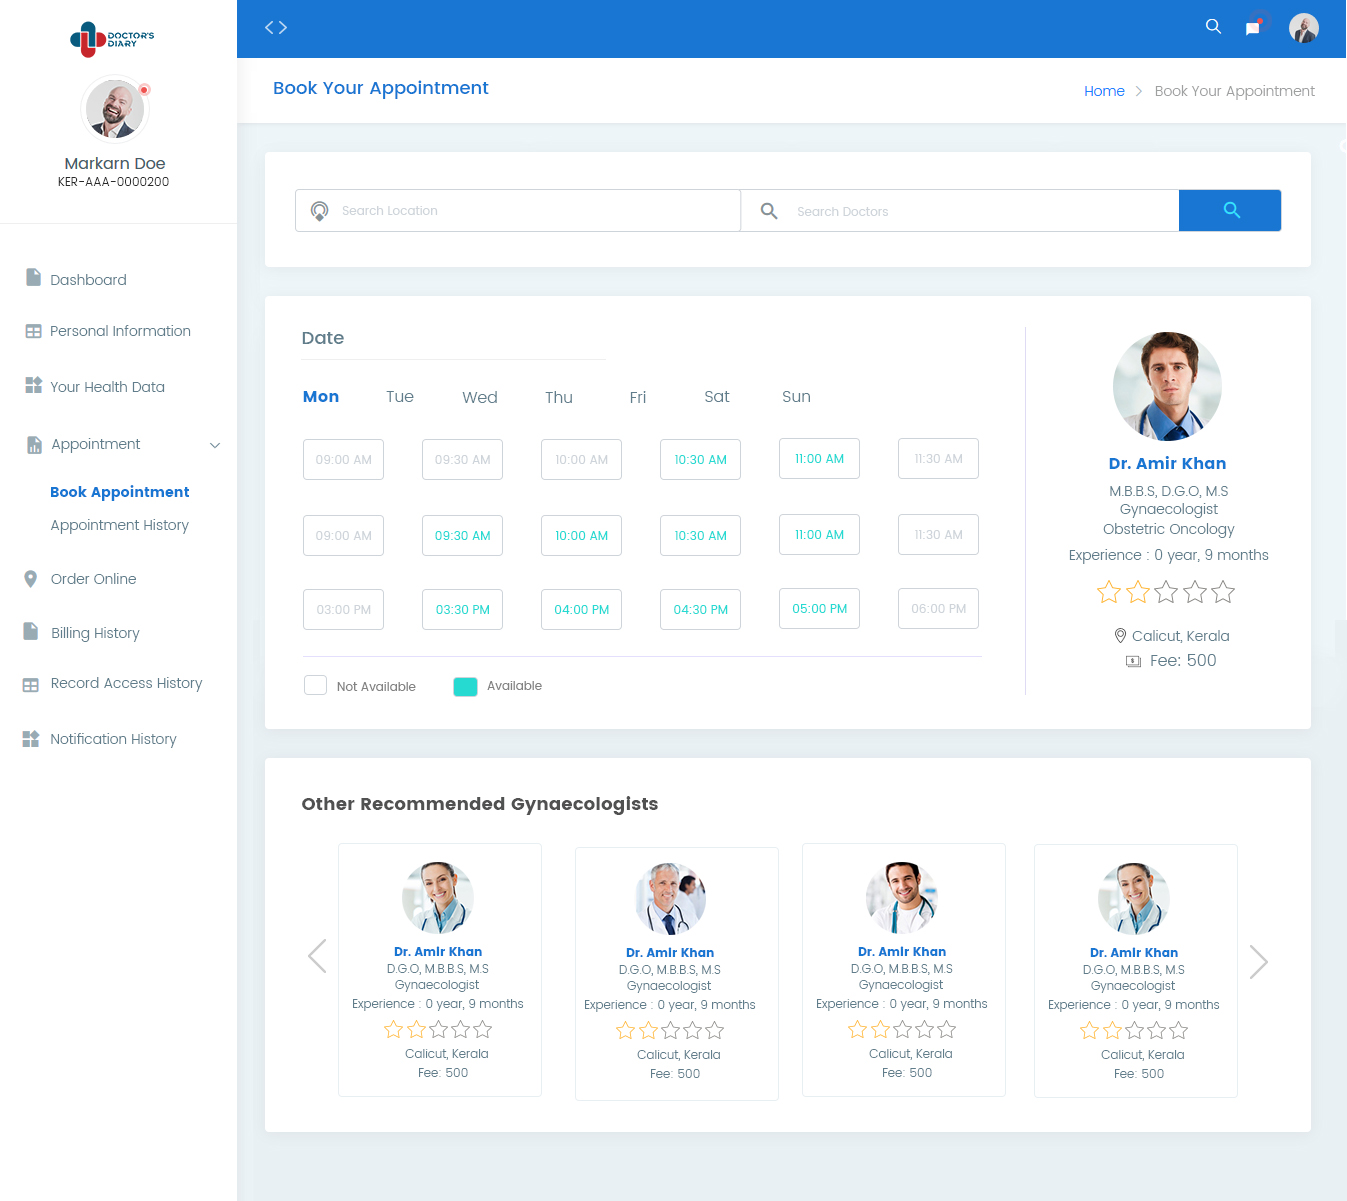 DOCTOR'S
DIARY
Markarn Doe
KER-AAA-0000200
Dashboard
Personal Information
Your Health Data
Appointment
Book Appointment
Appointment History
Order Online
Billing History
Record Access History
Notification History
Book Your Appointment
Home > Book Your Appointment
Search Location
Search Doctors
Date
Mon Tue Wed Thu Fri Sat Sun
09:00 AM 09:30 AM 10:00 AM 10:30 AM 11:00 AM 11:30 AM
09:00 AM 09:30 AM 10:00 AM 10:30 AM 11:00 AM 11:30 AM
03:00 PM 03:30 PM 04:00 PM 04:30 PM 05:00 PM 06:00 PM
Not Available Available
Dr. Amir Khan
M.B.B.S, D.G.O, M.S
Gynaecologist
Obstetric Oncology
Experience : 0 year, 9 months
Calicut, Kerala
Fee: 500
Other Recommended Gynaecologists
Dr. Amir Khan
D.G.O, M.B.B.S, M.S
Gynaecologist
Experience : 0 year, 9 months
Calicut, Kerala
Fee: 500
Dr. Amir Khan
D.G.O, M.B.B.S, M.S
Gynaecologist
Experience : 0 year, 9 months
Calicut, Kerala
Fee: 500
Dr. Amir Khan
D.G.O, M.B.B.S, M.S
Gynaecologist
Experience : 0 year, 9 months
Calicut, Kerala
Fee: 500
Dr. Amir Khan
D.G.O, M.B.B.S, M.S
Gynaecologist
Experience : 0 year, 9 months
Calicut, Kerala
Fee: 500